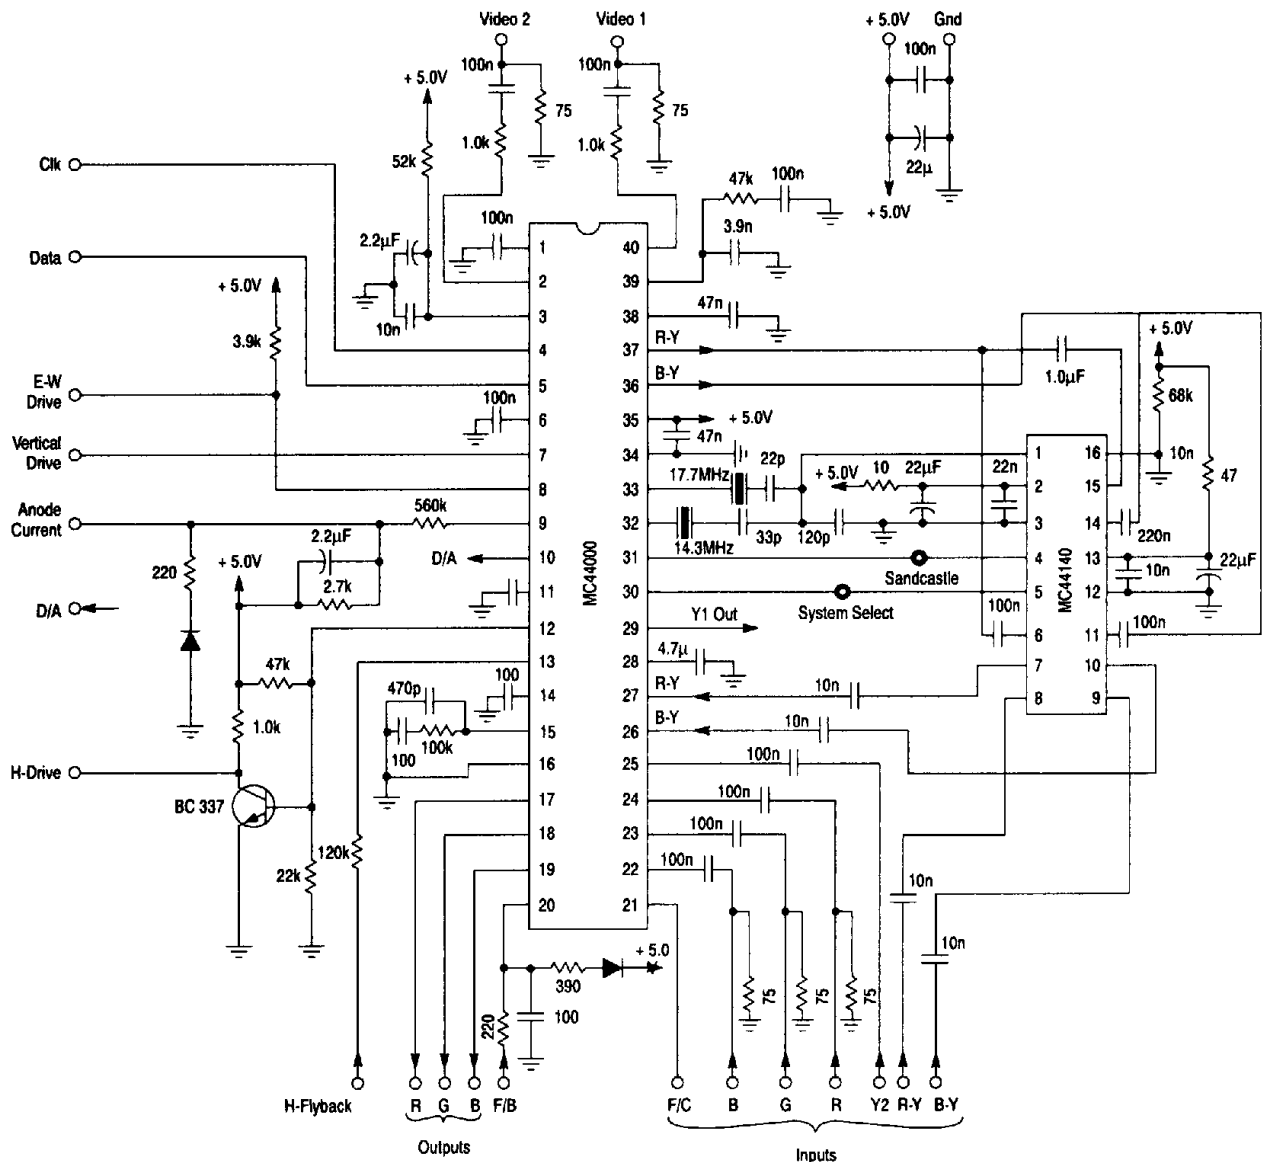 Video 2
Video 1
+ 5.0V
Gnd
100n
100n
100n
+ 5.0V
75
75
1.0k
1.0k
22μ
+ 5.0V
Clk
52k
47k
100n
100n
3.9n
2.2μF
Data
+ 5.0V
10n
47n
3.9k
R-Y
+ 5.0V
B-Y
1.0μF
E-W
Drive
68k
100n
+ 5.0V
47n
Vertical
Drive
22p
17.7MHz
+ 5.0V
10
22μF
22n
10n
47
560k
Anode
Current
33p
120p
14.3MHz
220n
2.2μF
220
+ 5.0V
D/A
Sandcastle
10n
22μF
2.7k
D/A
System Select
MC44000
MC44140
Y1 Out
100n
100n
47k
4.7μ
100
R-Y
10n
470p
B-Y
10n
1.0k
100k
100
100n
H-Drive
BC 337
100n
100n
120k
100n
22k
10n
10n
+ 5.0
390
220
100
75
75
75
1
2
3
4
5
6
7
8
9
10
11
12
13
14
15
16
17
18
19
20
40
39
38
37
36
35
34
33
32
31
30
29
28
27
26
25
24
23
22
21
1
2
3
4
5
6
7
8
16
15
14
13
12
11
10
9
H-Flyback
R
G
B
F/B
F/C
B
G
R
Y2
R-Y
B-Y
Outputs
Inputs